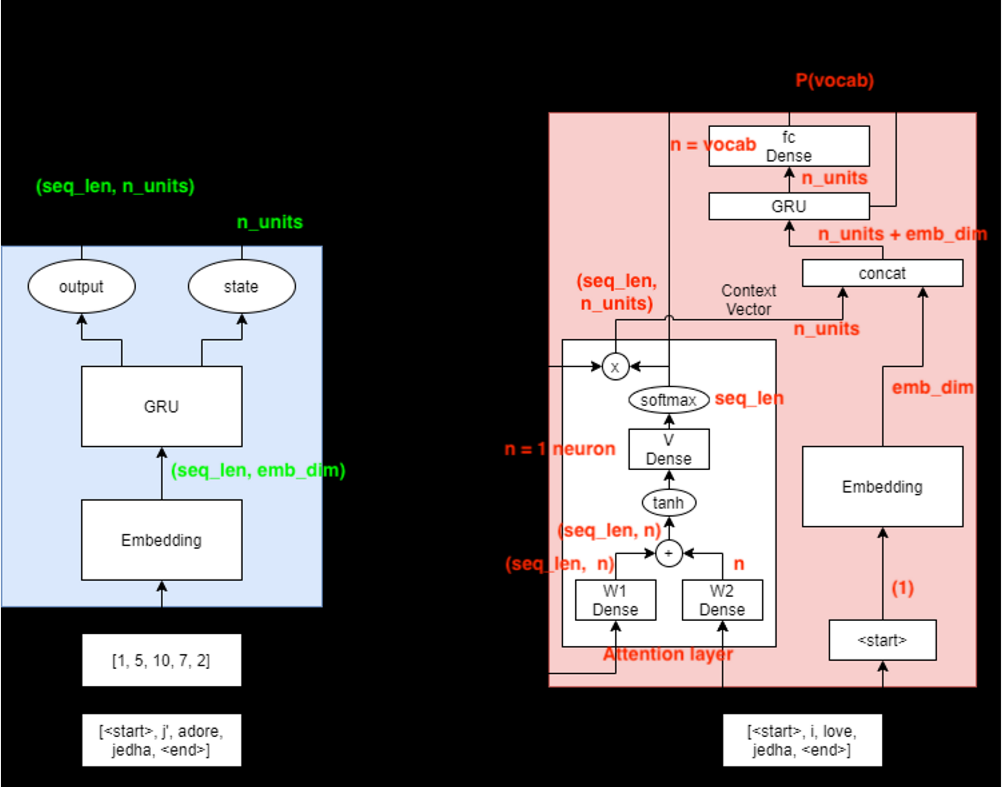 (seq_len, n_units)
n_units
output
state
GRU
(seq_len, emb_dim)
Embedding
[1, 5, 10, 7, 2]
[<start>, j', adore,
jedha, <end>]
P(vocab)
fc
Dense
n = vocab
n_units
GRU
n_units + emb_dim
concat
(seq_len,
n_units)
Context
Vector
n_units
x
softmax
seq_len
emb_dim
n = 1 neuron
V
Dense
Embedding
tanh
(seq_len, n)
+
(seq_len, n)
n
W1
Dense
W2
Dense
(1)
<start>
Attention layer
[<start>, i, love,
jedha, <end>]